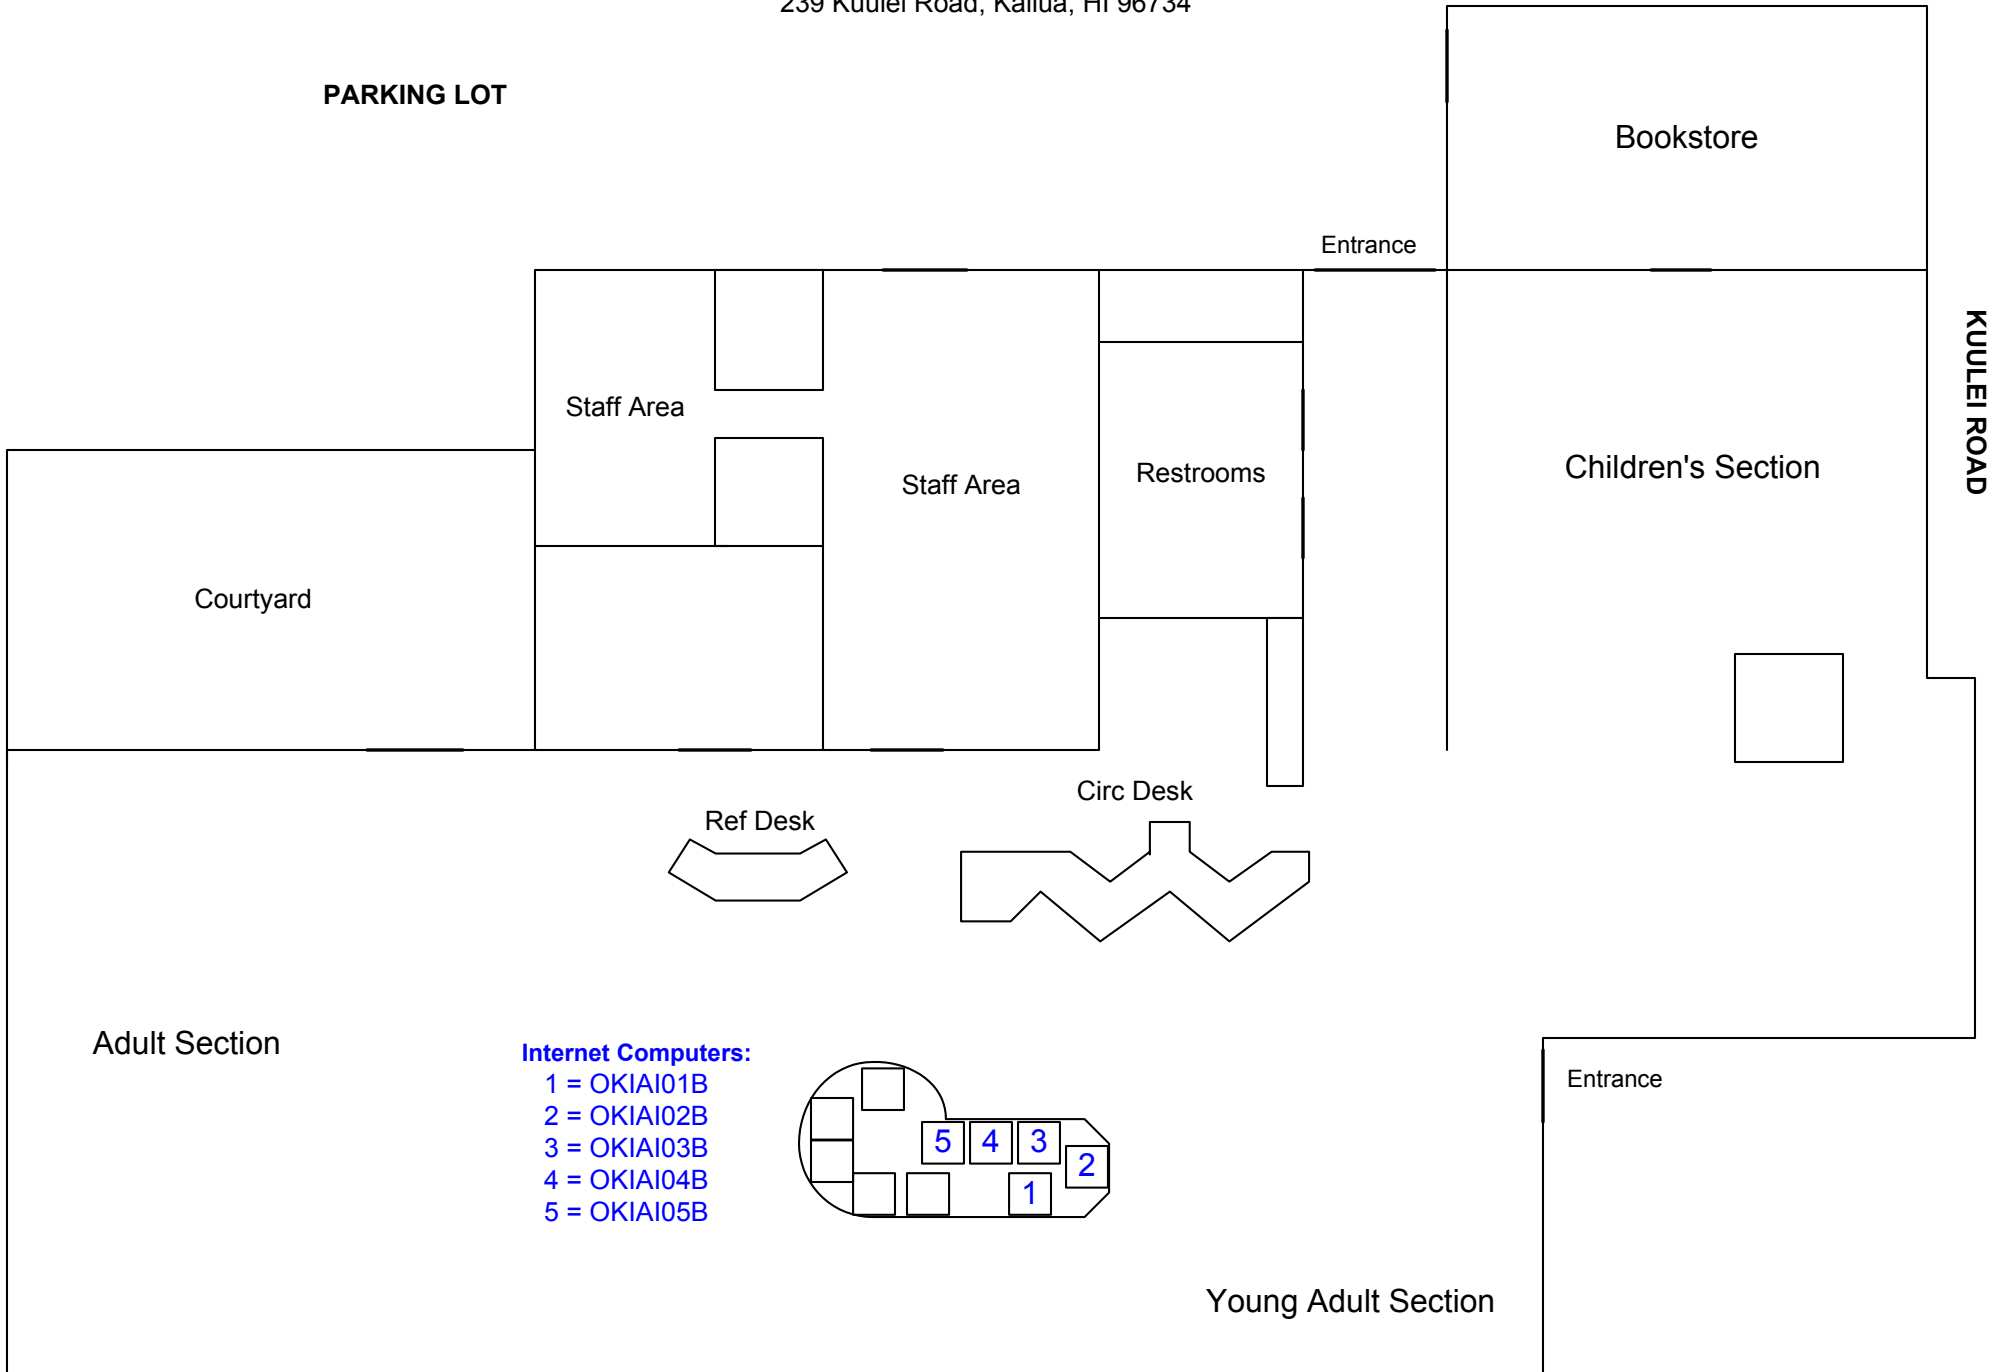 239 Kuulei Road, Kailua, HI 96734
PARKING LOT
Bookstore
Entrance
KUULEI ROAD
Staff Area
Children's Section
Restrooms
Staff Area
Courtyard
Circ Desk
Ref Desk
Adult Section
Internet Computers:
1 = OKIAI01B
2 = OKIAI02B
3 = OKIAI03B
4 = OKIAI04B
5 = OKIAI05B
5 4 3
2
1
Entrance
Young Adult Section